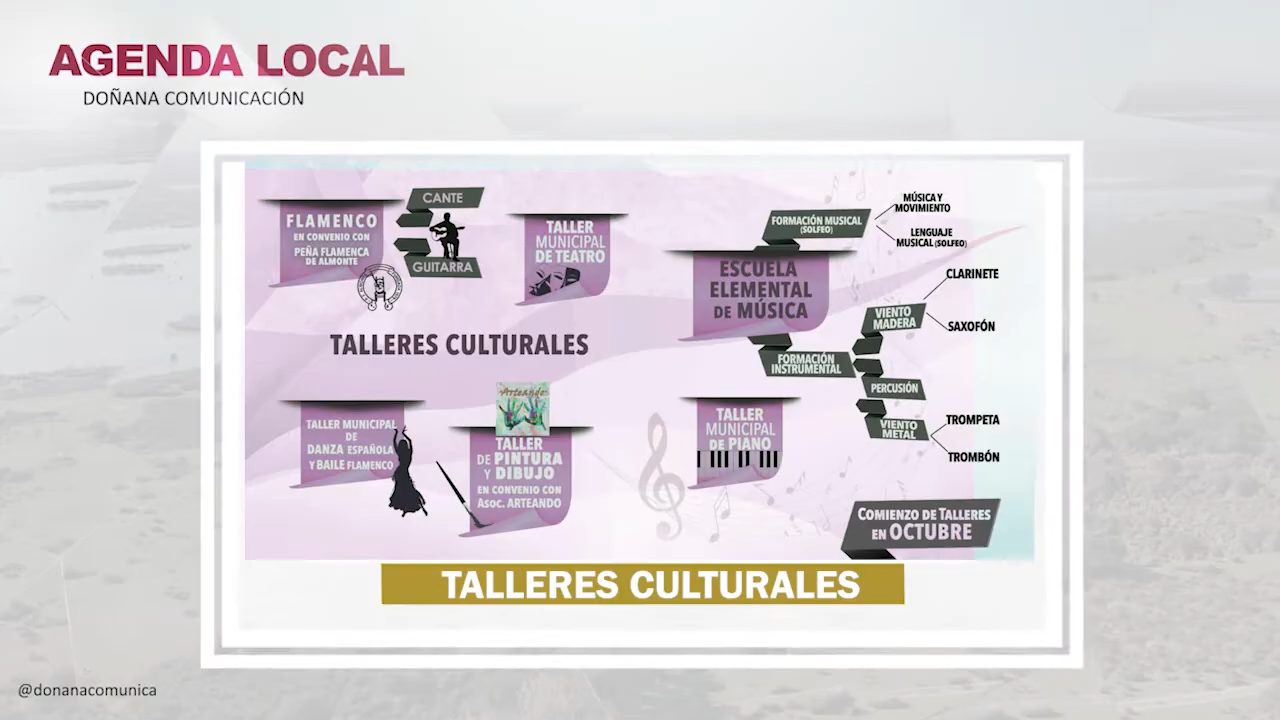 AGENDA LOCAL
DOÑANA COMUNICACIÓN
FLAMENCO
EN CONVENIO CON
PEÑA FLAMENCA
DE ALMONTE
CANTE
GUITARRA
TALLER
MUNICIPAL
DE TEATRO
TALLERES CULTURALES
ESCUELA
ELEMENTAL
DE MÚSICA
FORMACIÓN MUSICAL
(SOLFEO)
MÚSICA Y
MOVIMIENTO
LENGUAJE
MUSICAL (SOLFEO)
FORMACIÓN
INSTRUMENTAL
VIENTO
MADERA
CLARINETE
SAXOFÓN
PERCUSIÓN
VIENTO
METAL
TROMPETA
TROMBÓN
TALLER MUNICIPAL
DE
DANZA ESPAÑOLA
Y BAILE FLAMENCO
Arteando
TALLER
DE PINTURA
Y DIBUJO
EN CONVENIO CON
Asoc. ARTEANDO
TALLER
MUNICIPAL
DE PIANO
COMIENZO DE TALLERES
EN OCTUBRE
TALLERES CULTURALES
@donanacomunica